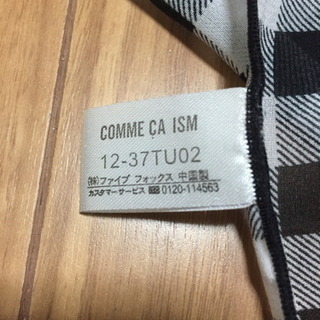 COMME ÇA ISM
12-37TU02
(株)ファイブ フォックス 中国製
カスタマーサービス 0120-114563